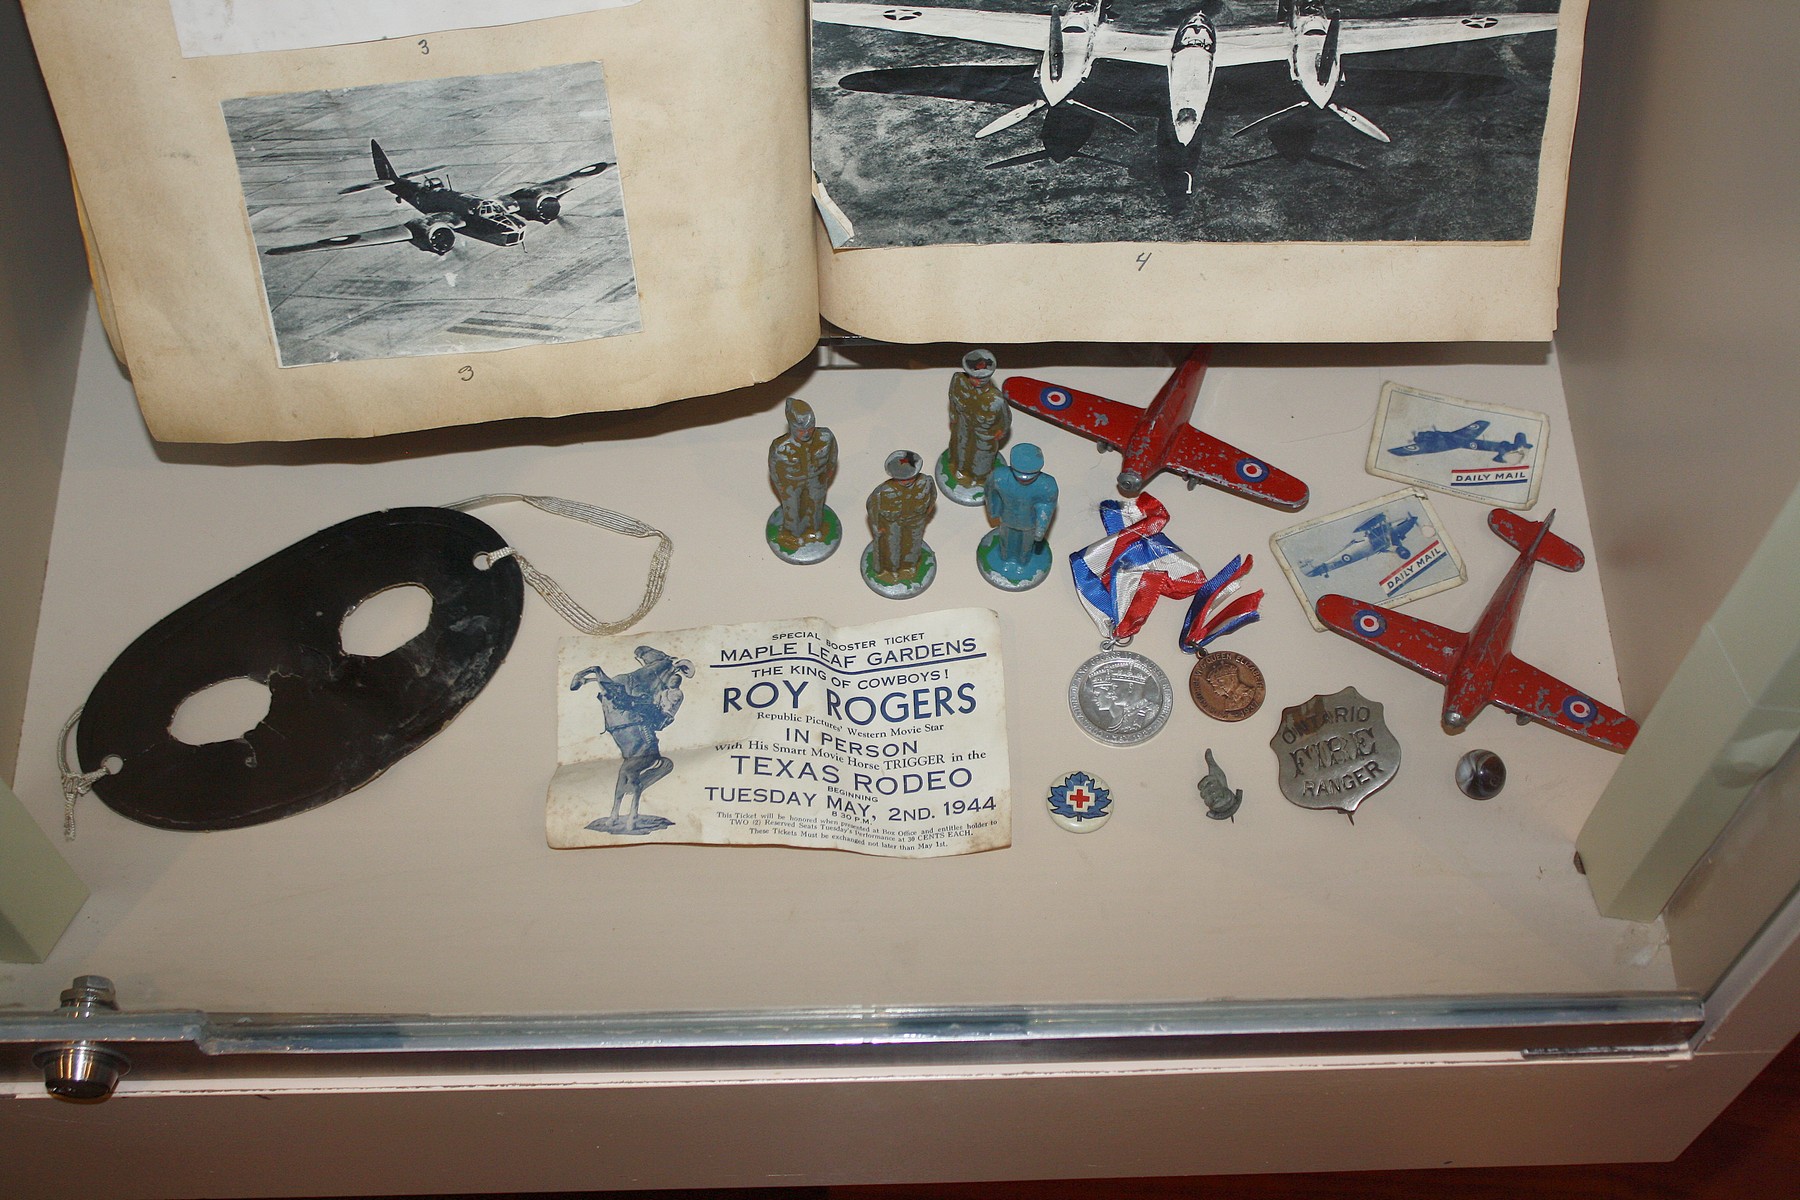 3
3
4
DAILY MAIL
DAILY MAIL
SPECIAL BOOSTER TICKET
MAPLE LEAF GARDENS
THE KING OF COWBOYS!
ROY ROGERS
Republic Pictures' Western Movie Star
IN PERSON
with His Smart Movie Horse TRIGGER in the
TEXAS RODEO
BEGINNING
TUESDAY MAY, 2ND. 1944
8 30 P.M.
This Ticket will be honored when presented at Box Office and entitles holder to
TWO (2) Reserved Seats Tuesday's Performance at 30 CENTS EACH.
These Tickets Must be exchanged not later than May 1st.
ONTARIO
FIRE
RANGER
QUEEN